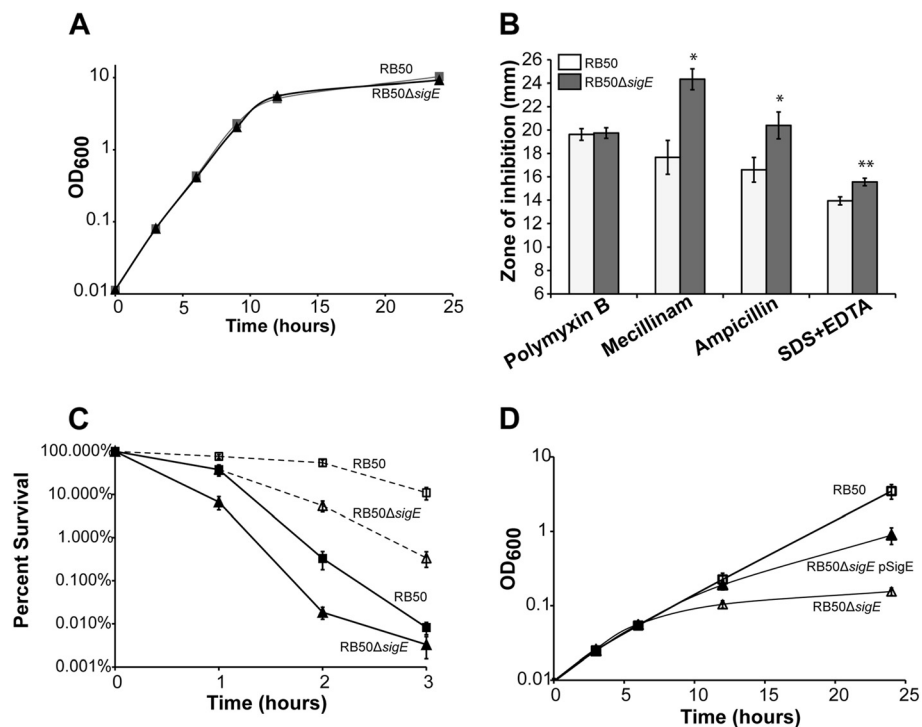 A
OD600
10
1
0.1
0.01
0
5
10
15
20
25
Time (hours)
RB50
RB50ΔsigE
B
Zone of inhibition (mm)
26
24
22
20
18
16
14
12
10
8
6
RB50
RB50ΔsigE
*
*
**
Polymyxin B
Mecillinam
Ampicillin
SDS+EDTA
C
Percent Survival
100.000%
10.000%
1.000%
0.100%
0.010%
0.001%
0
1
2
3
Time (hours)
RB50
RB50ΔsigE
RB50
RB50ΔsigE
D
OD600
10
1
0.1
0.01
0
5
10
15
20
25
Time (hours)
RB50
RB50ΔsigE pSigE
RB50ΔsigE